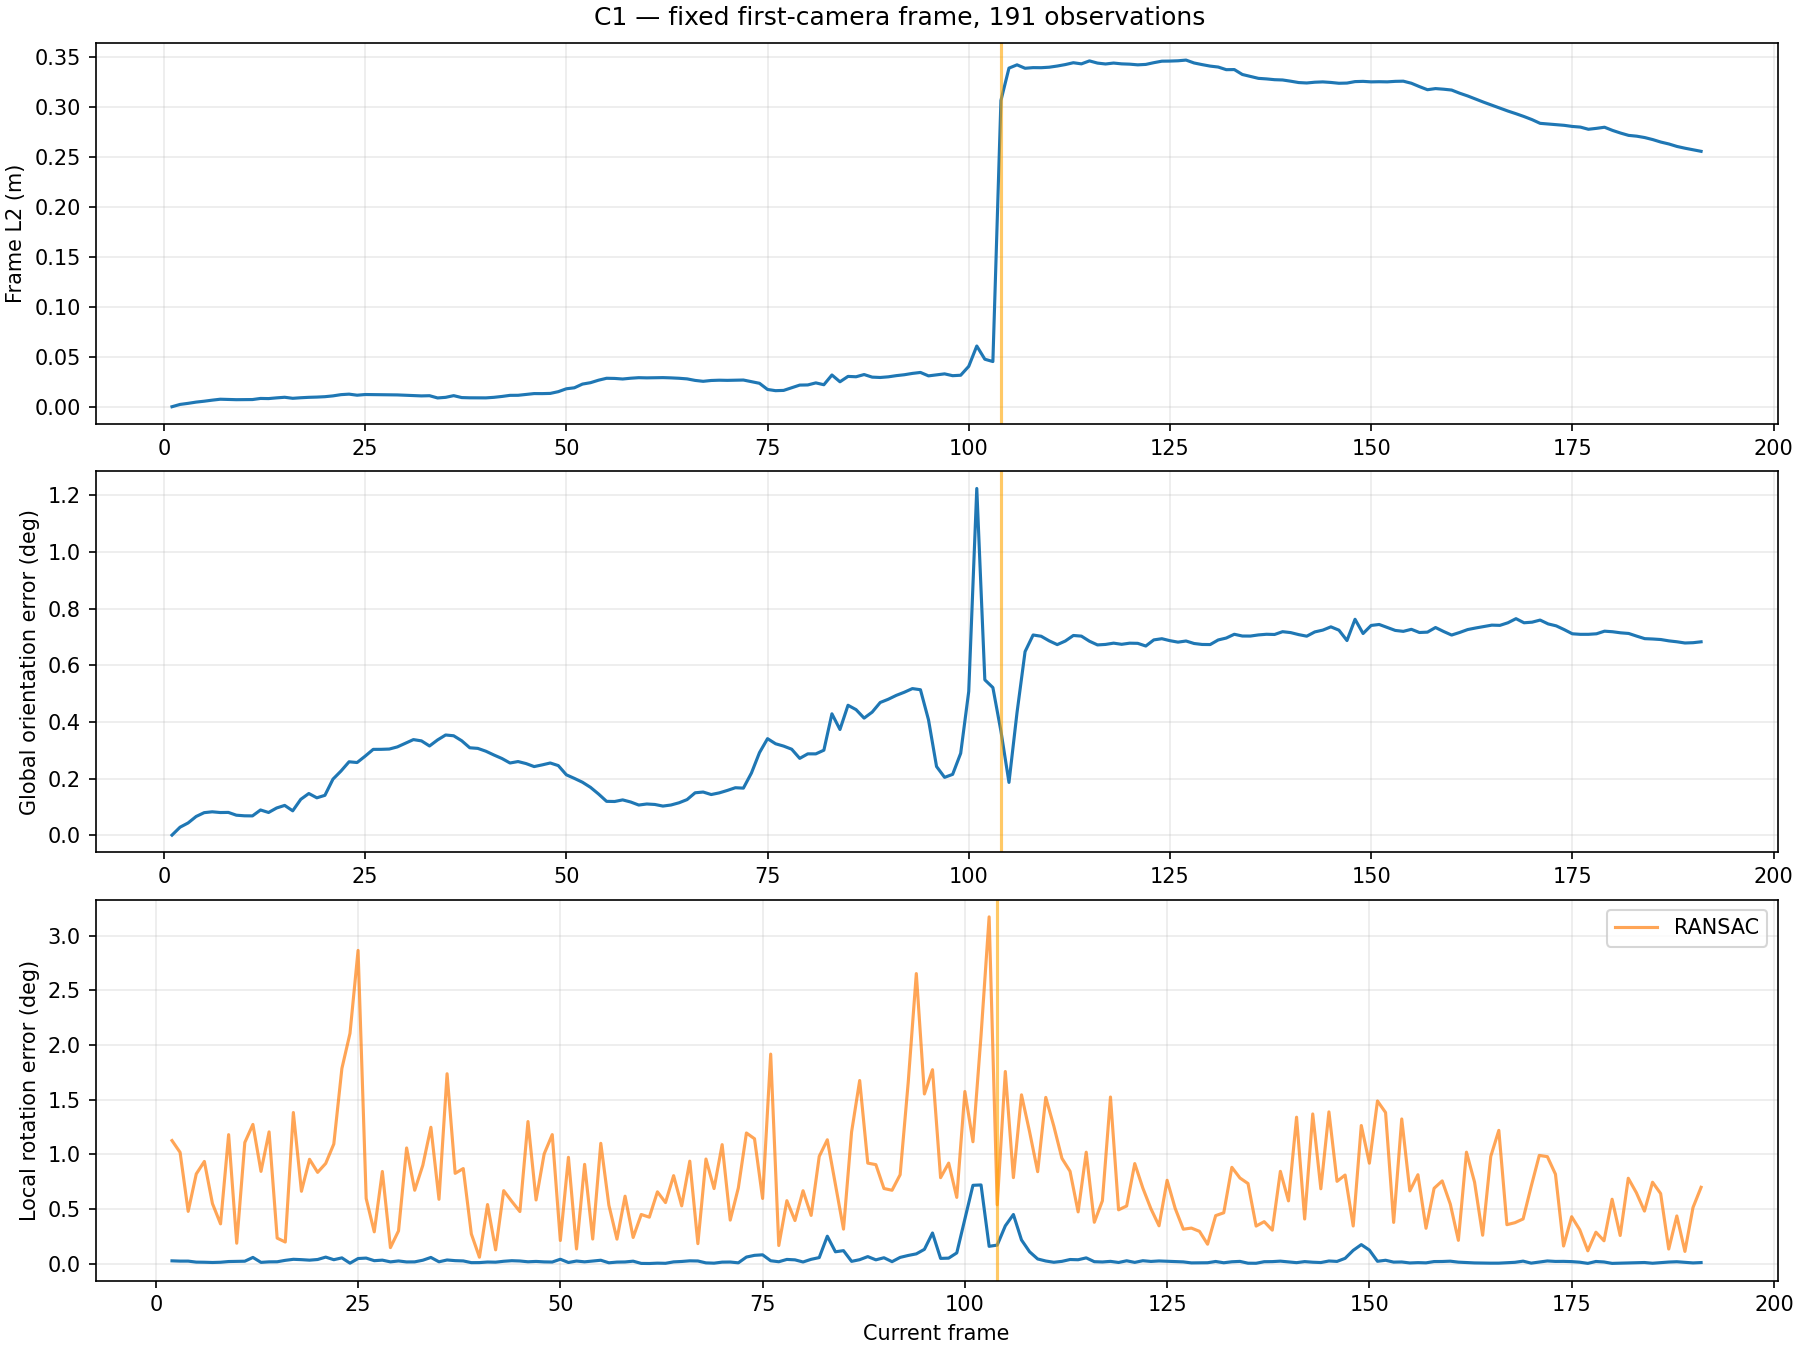 C1 — fixed first-camera frame, 191 observations
Frame L2 (m)
0.35
0.30
0.25
0.20
0.15
0.10
0.05
0.00
0 25 50 75 100 125 150 175 200
Global orientation error (deg)
1.2
1.0
0.8
0.6
0.4
0.2
0.0
0 25 50 75 100 125 150 175 200
Local rotation error (deg)
3.0
2.5
2.0
1.5
1.0
0.5
0.0
RANSAC
0 25 50 75 100 125 150 175 200
Current frame